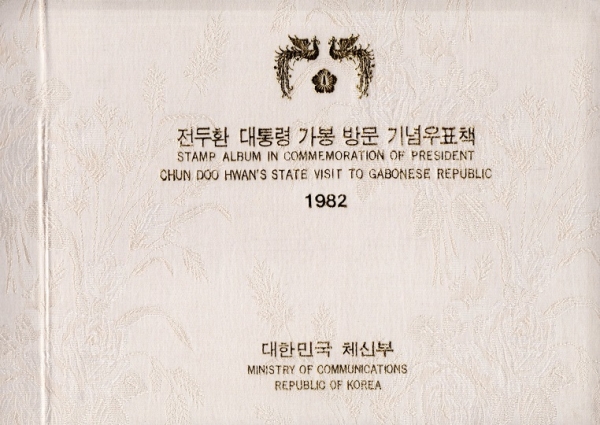 전두환 대통령 가봉 방문 기념우표책
STAMP ALBUM IN COMMEMORATION OF PRESIDENT
CHUN DOO HWAN'S STATE VISIT TO GABONESE REPUBLIC
1982
대한민국 체신부
MINISTRY OF COMMUNICATIONS
REPUBLIC OF KOREA